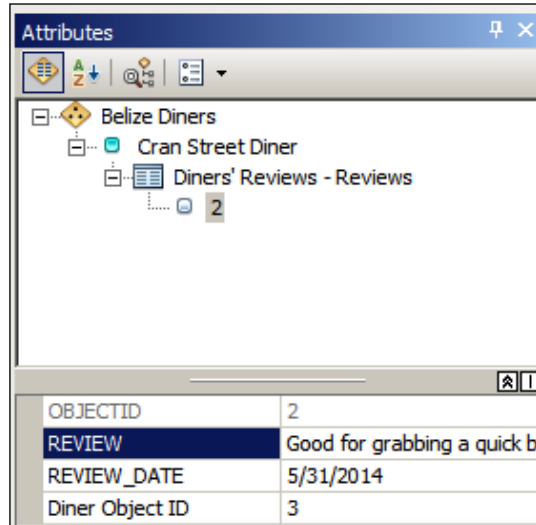 Attributes
Belize Diners
Cran Street Diner
Diners' Reviews - Reviews
2
OBJECTID 2
REVIEW Good for grabbing a quick b
REVIEW_DATE 5/31/2014
Diner Object ID 3